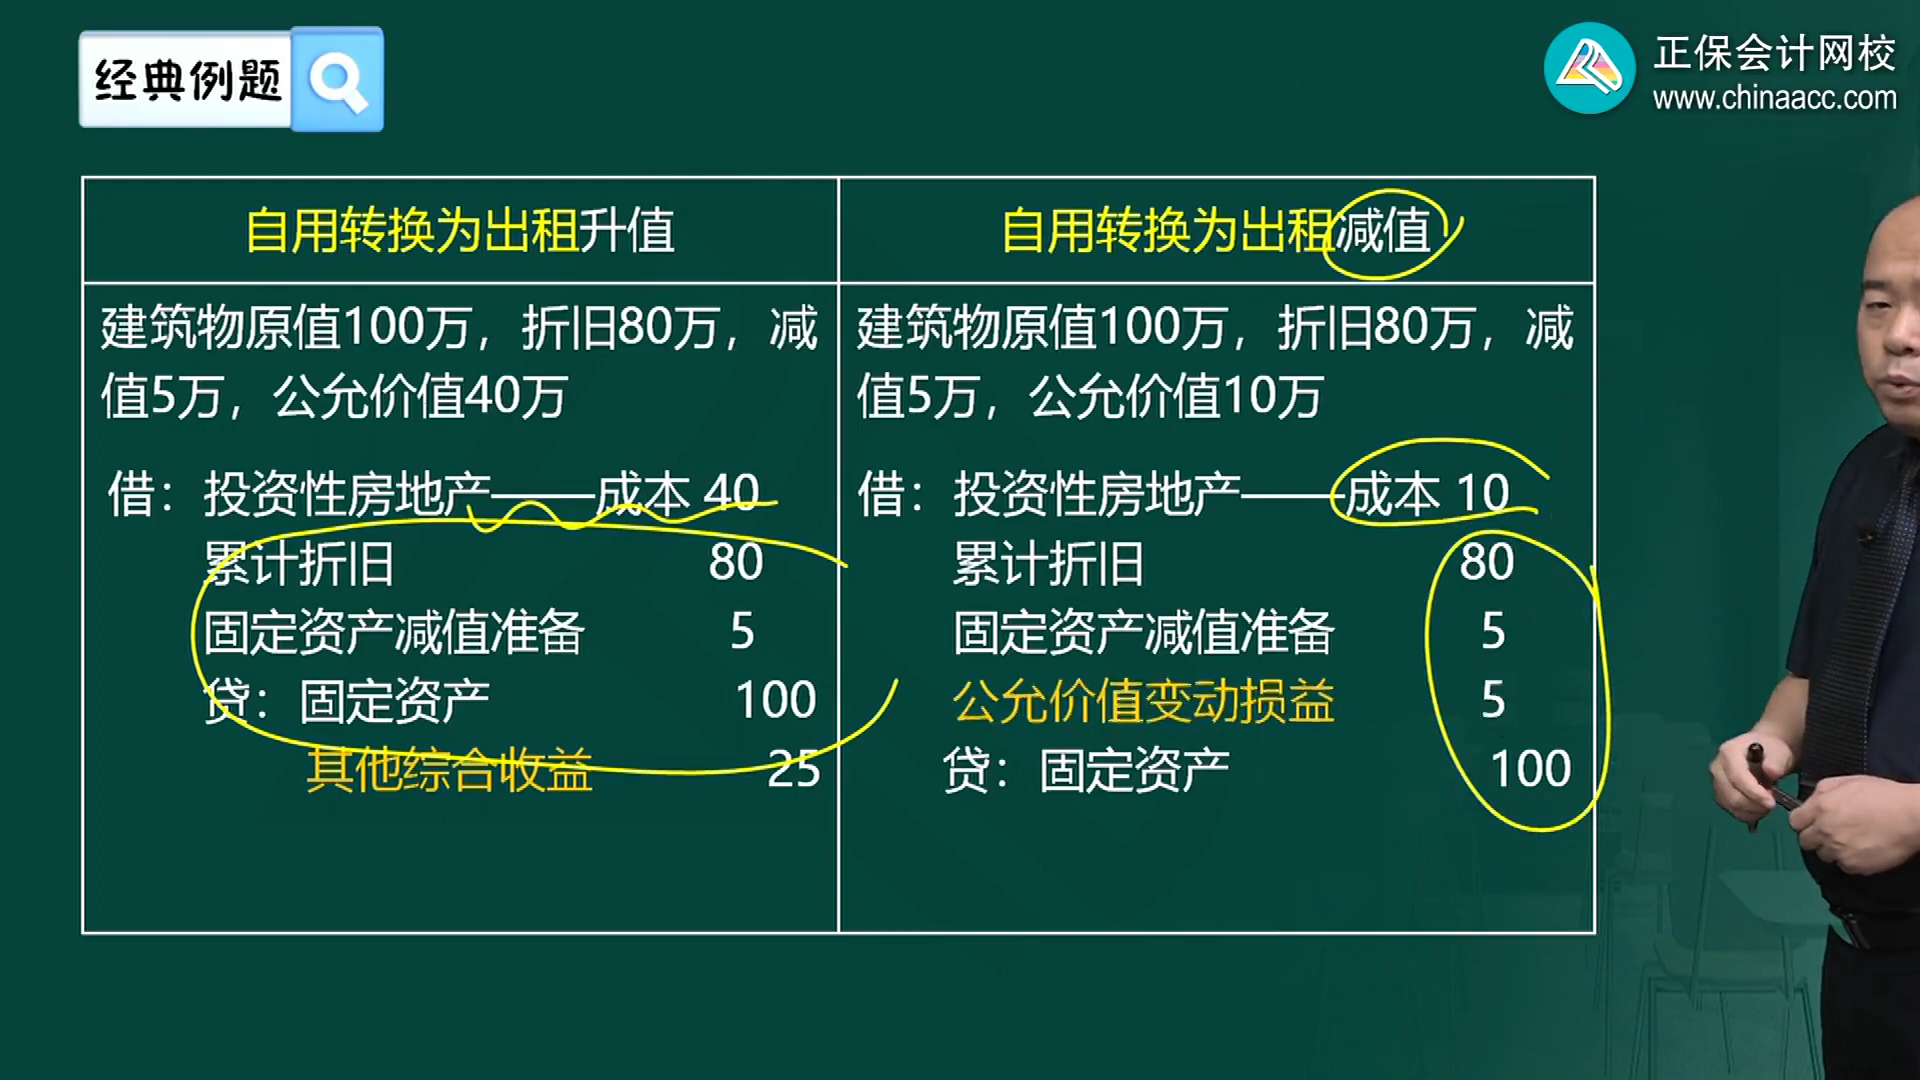 经典例题
正保会计网校
www.chinaacc.com
自用转换为出租升值
自用转换为出租减值
建筑物原值100万，折旧80万，减
值5万，公允价值40万
借：投资性房地产——成本 40
累计折旧 80
固定资产减值准备 5
贷：固定资产 100
其他综合收益 25
建筑物原值100万，折旧80万，减
值5万，公允价值10万
借：投资性房地产——成本 10
累计折旧 80
固定资产减值准备 5
公允价值变动损益 5
贷：固定资产 100